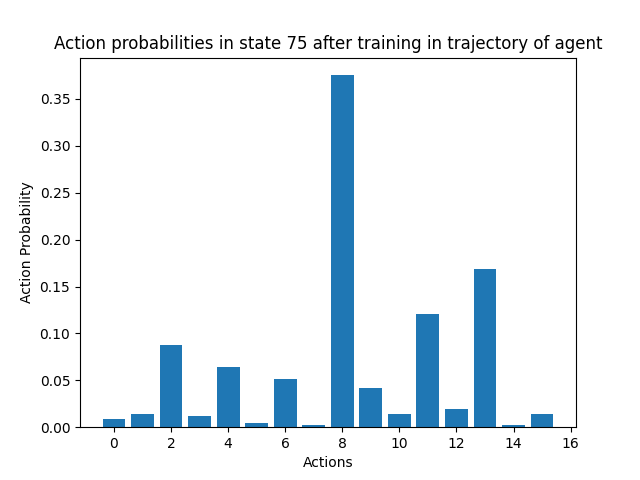 Action probabilities in state 75 after training in trajectory of agent
Action Probability
0.35
0.30
0.25
0.20
0.15
0.10
0.05
0.00
0 2 4 6 8 10 12 14 16
Actions